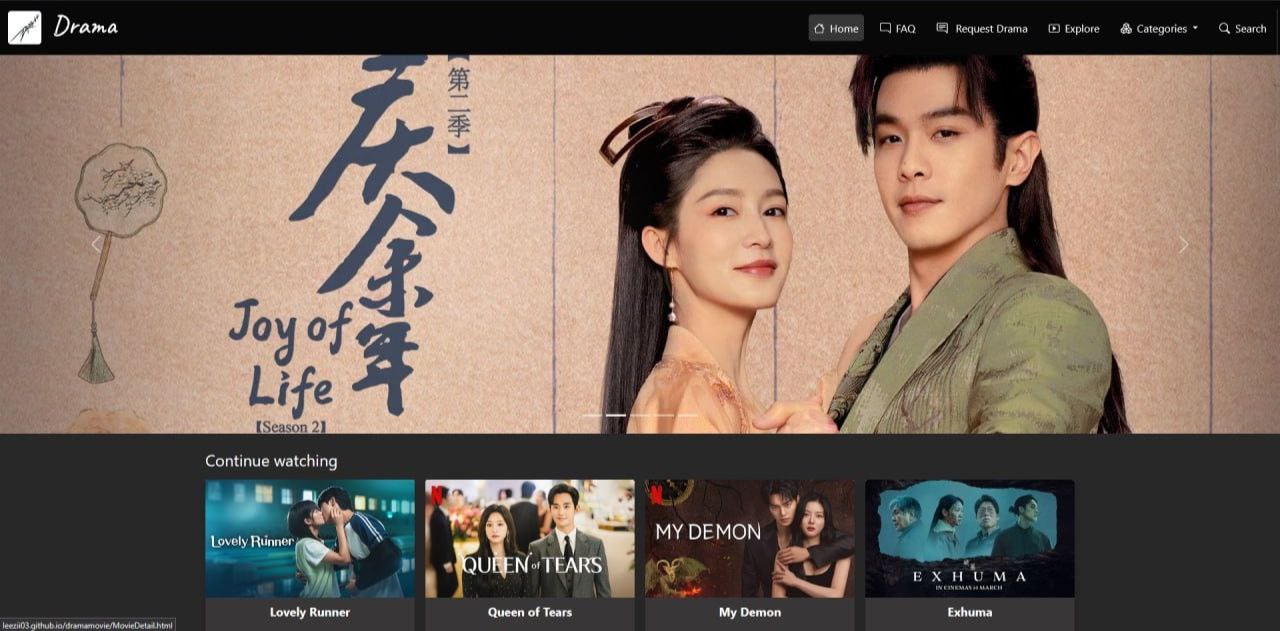 Drama
Home
FAQ
Request Drama
Explore
Categories
Search
【第二季】
庆余年
Joy of
Life
【Season 2】
Continue watching
Lovely Runner
N
QUEEN of TEARS
N
MY DEMON
EXHUMA
IN CINEMAS 14 MARCH
Lovely Runner
Queen of Tears
My Demon
Exhuma
leezii03.github.io/dramamovie/MovieDetail.html